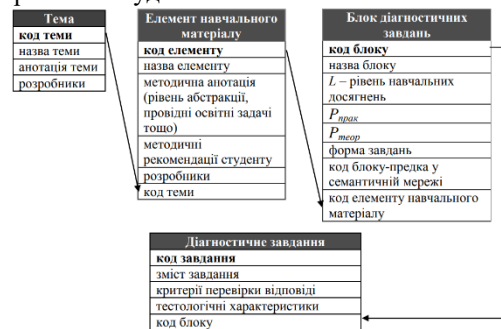 Тема
код теми
назва теми
анотація теми
розробники
Елемент навчального
матеріалу
код елементу
назва елементу
методична анотація
(рівень абстракції,
провідні освітні задачі
тощо)
методичні
рекомендації студенту
розробники
код теми
Блок діагностичних
завдань
код блоку
назва блоку
L – рівень навчальних
досягнень
Pпрак
Pтеор
форма завдань
код блоку-предка у
семантичній мережі
код елементу навчального
матеріалу
Діагностичне завдання
код завдання
зміст завдання
критерії перевірки відповіді
тестологічні характеристики
код блоку